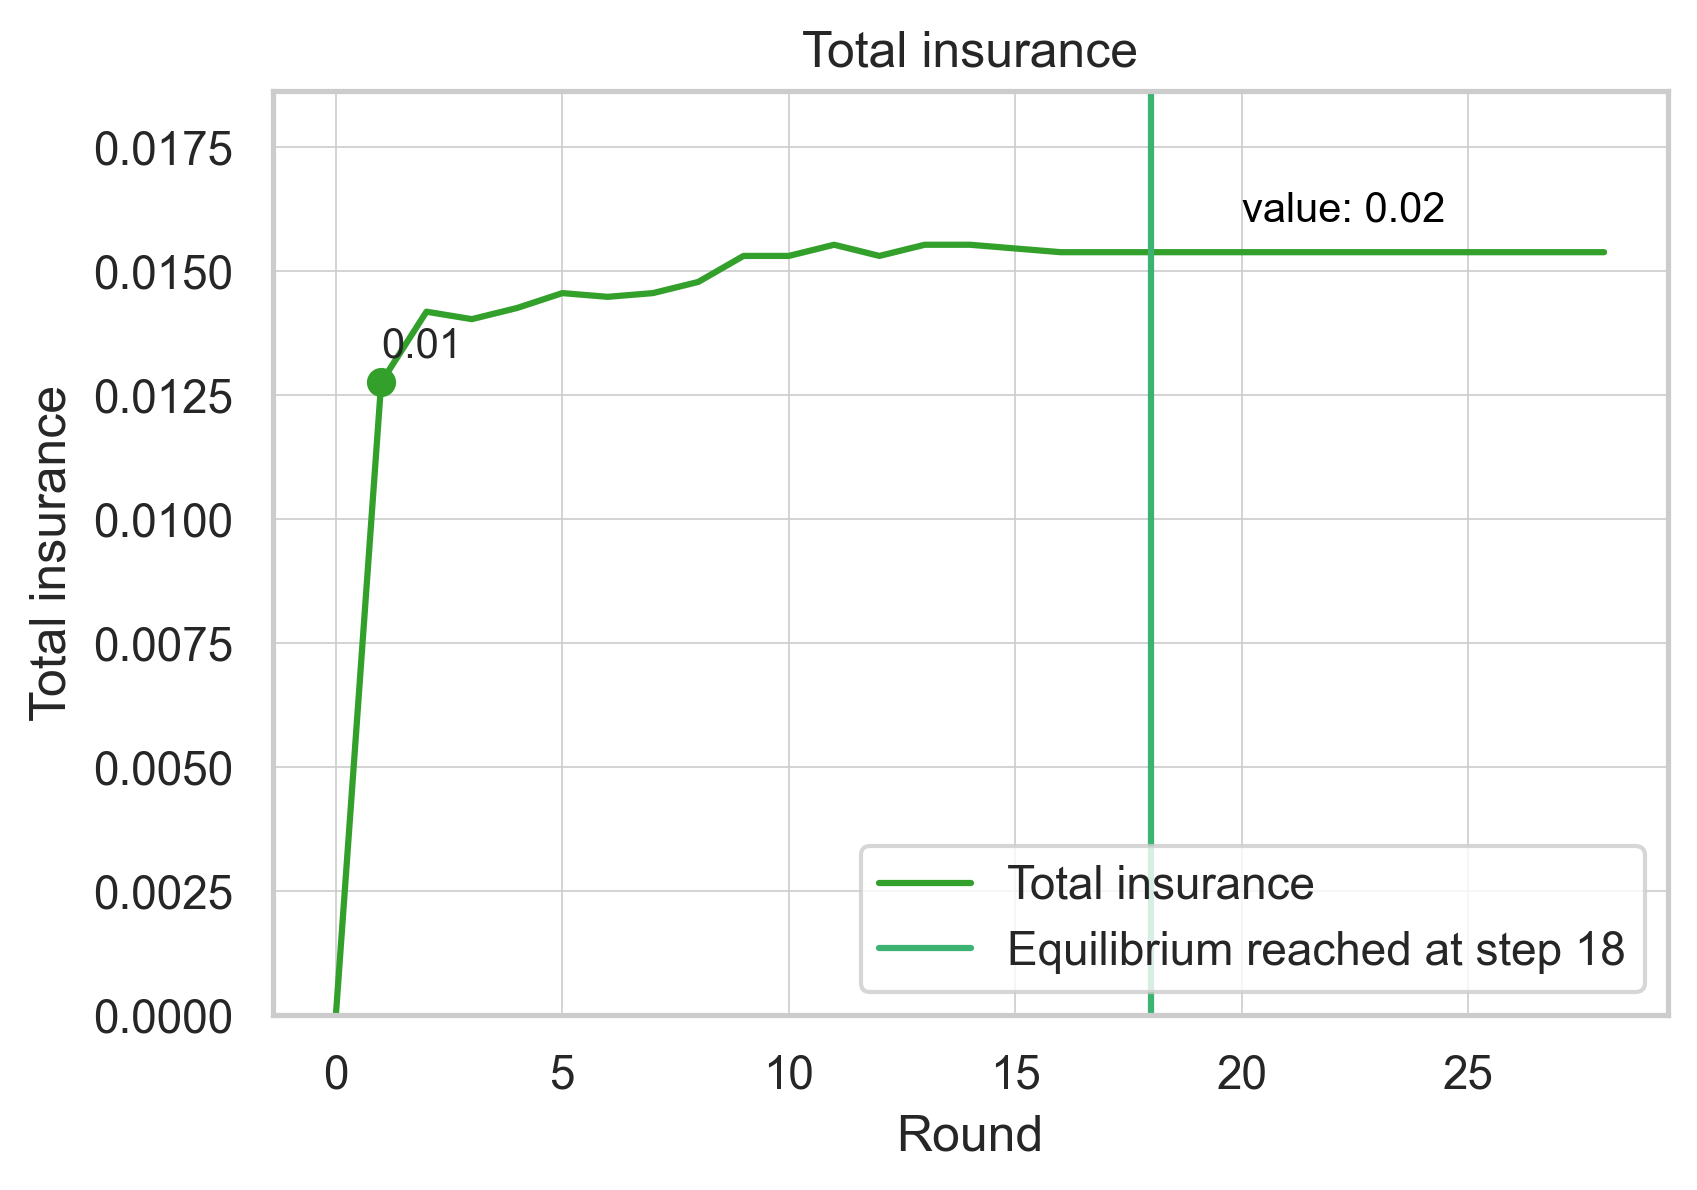 Total insurance
0.0175
0.0150
0.0125
0.0100
0.0075
0.0050
0.0025
0.0000
Total insurance
value: 0.02
0.01
Total insurance
Equilibrium reached at step 18
0 5 10 15 20 25
Round